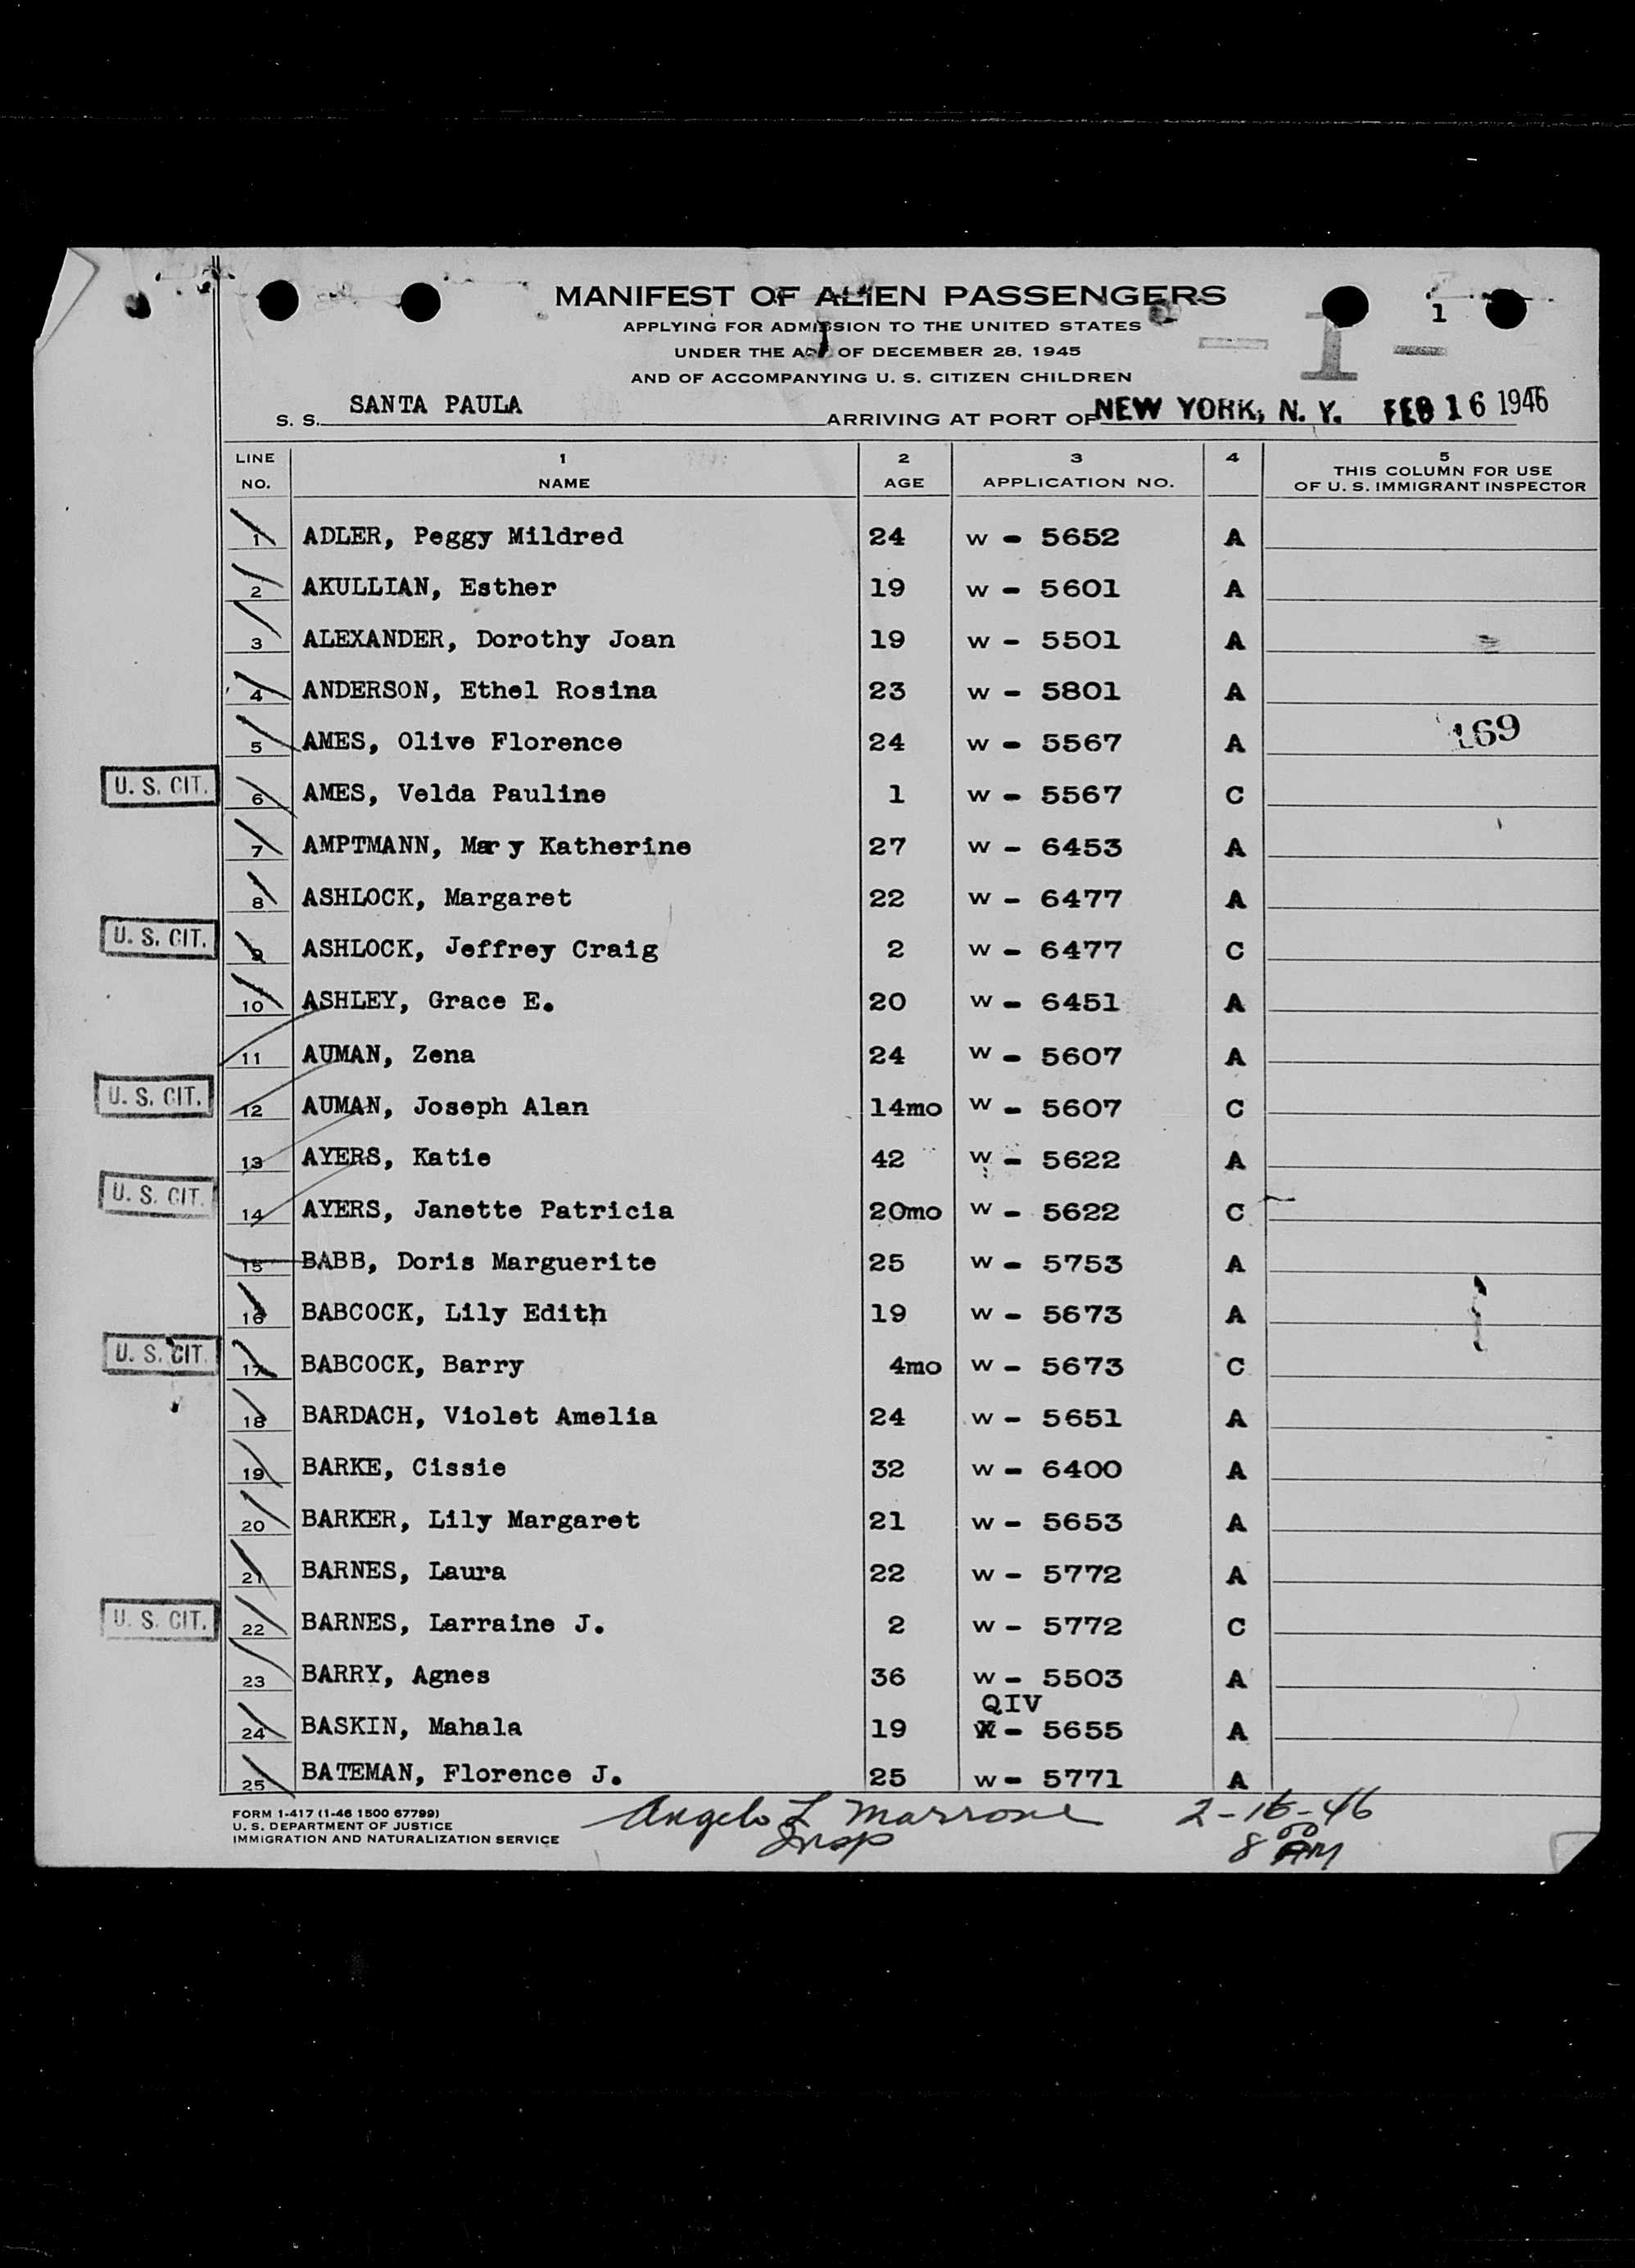 MANIFEST OF ALIEN PASSENGERS
1
APPLYING FOR ADMISSION TO THE UNITED STATES
- 1 -
UNDER THE ACT OF DECEMBER 28, 1945
AND OF ACCOMPANYING U. S. CITIZEN CHILDREN
S. S. SANTA PAULA ARRIVING AT PORT OF NEW YORK, N. Y. FEB 16 1946
LINE NO. 1 NAME 2 AGE 3 APPLICATION NO. 4 5 THIS COLUMN FOR USE OF U. S. IMMIGRANT INSPECTOR
1 ADLER, Peggy Mildred 24 W - 5652 A
2 AKULLIAN, Esther 19 W - 5601 A
3 ALEXANDER, Dorothy Joan 19 W - 5501 A
4 ANDERSON, Ethel Rosina 23 W - 5801 A
5 AMES, Olive Florence 24 W - 5567 A 169
U. S. CIT. 6 AMES, Velda Pauline 1 W - 5567 C
7 AMPTMANN, Mary Katherine 27 W - 6453 A
8 ASHLOCK, Margaret 22 W - 6477 A
U. S. CIT. 9 ASHLOCK, Jeffrey Craig 2 W - 6477 C
10 ASHLEY, Grace E. 20 W - 6451 A
11 AUMAN, Zena 24 W - 5607 A
U. S. CIT. 12 AUMAN, Joseph Alan 14mo W - 5607 C
13 AYERS, Katie 42 W - 5622 A
U. S. CIT. 14 AYERS, Janette Patricia 20mo W - 5622 C
15 BABB, Doris Marguerite 25 W - 5753 A
16 BABCOCK, Lily Edith 19 W - 5673 A
U. S. CIT. 17 BABCOCK, Barry 4mo W - 5673 C
18 BARDACH, Violet Amelia 24 W - 5651 A
19 BARKE, Cissie 32 W - 6400 A
20 BARKER, Lily Margaret 21 W - 5653 A
21 BARNES, Laura 22 W - 5772 A
U. S. CIT. 22 BARNES, Larraine J. 2 W - 5772 C
23 BARRY, Agnes 36 W - 5503 A
QIV
24 BASKIN, Mahala 19 W - 5655 A
25 BATEMAN, Florence J. 25 W - 5771 A
FORM I-417 (1-46 1500 67799)
U. S. DEPARTMENT OF JUSTICE
IMMIGRATION AND NATURALIZATION SERVICE
Angelo L Marrone 2-16-46
Insp 8 00 AM